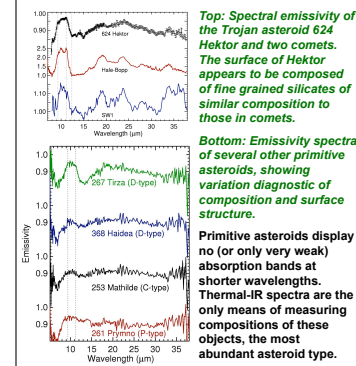 1.00
0.95
0.90
2.5
2.0
1.5
1.0
1.10
1.00
624 Hektor
Hale-Bopp
SW1
10 15 20 25 30 35
Wavelength (μm)
Top: Spectral emissivity of
the Trojan asteroid 624
Hektor and two comets.
The surface of Hektor
appears to be composed
of fine grained silicates of
similar composition to
those in comets.
Emissivity
1.0
0.9
1.0
0.9
1.0
0.9
1.0
0.9
267 Tirza (D-type)
368 Haidea (D-type)
253 Mathilde (C-type)
261 Prymno (P-type)
10 15 20 25 30 35
Wavelength (μm)
Bottom: Emissivity spectra
of several other primitive
asteroids, showing
variation diagnostic of
composition and surface
structure.
Primitive asteroids display
no (or only very weak)
absorption bands at
shorter wavelengths.
Thermal-IR spectra are the
only means of measuring
compositions of these
objects, the most
abundant asteroid type.